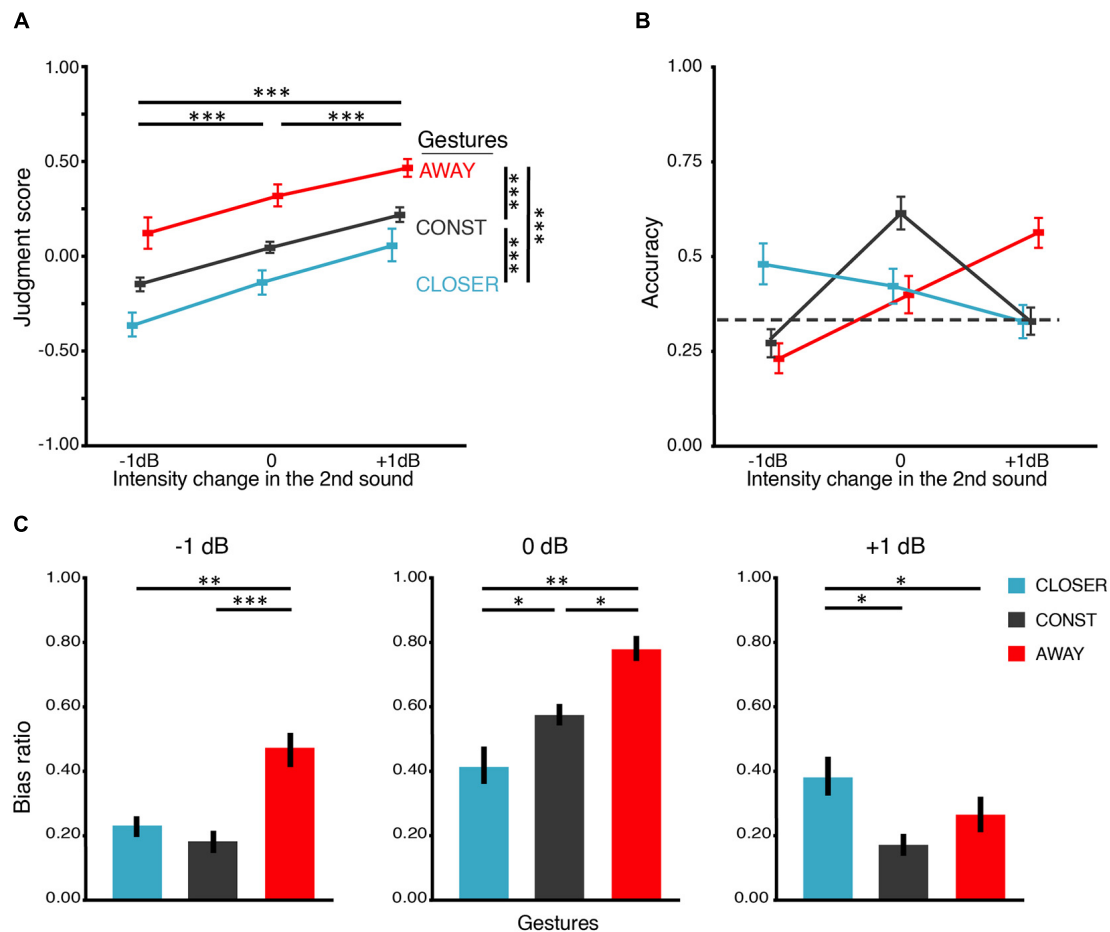 A
B
1.00
0.50
0.00
-0.50
-1.00
Judgment score
***
***
***
Gestures
AWAY
CONST
CLOSER
***
***
***
-1dB
0
+1dB
Intensity change in the 2nd sound
1.00
0.75
0.5
0.25
0.00
Accuracy
-1dB
0
+1dB
Intensity change in the 2nd sound
C
-1 dB
0 dB
+1 dB
1.00
0.80
0.60
0.40
0.20
0.00
Bias ratio
**
***
1.00
0.80
0.60
0.40
0.20
0.00
**
*
*
Gestures
1.00
0.80
0.60
0.40
0.20
0.00
*
*
CLOSER
CONST
AWAY